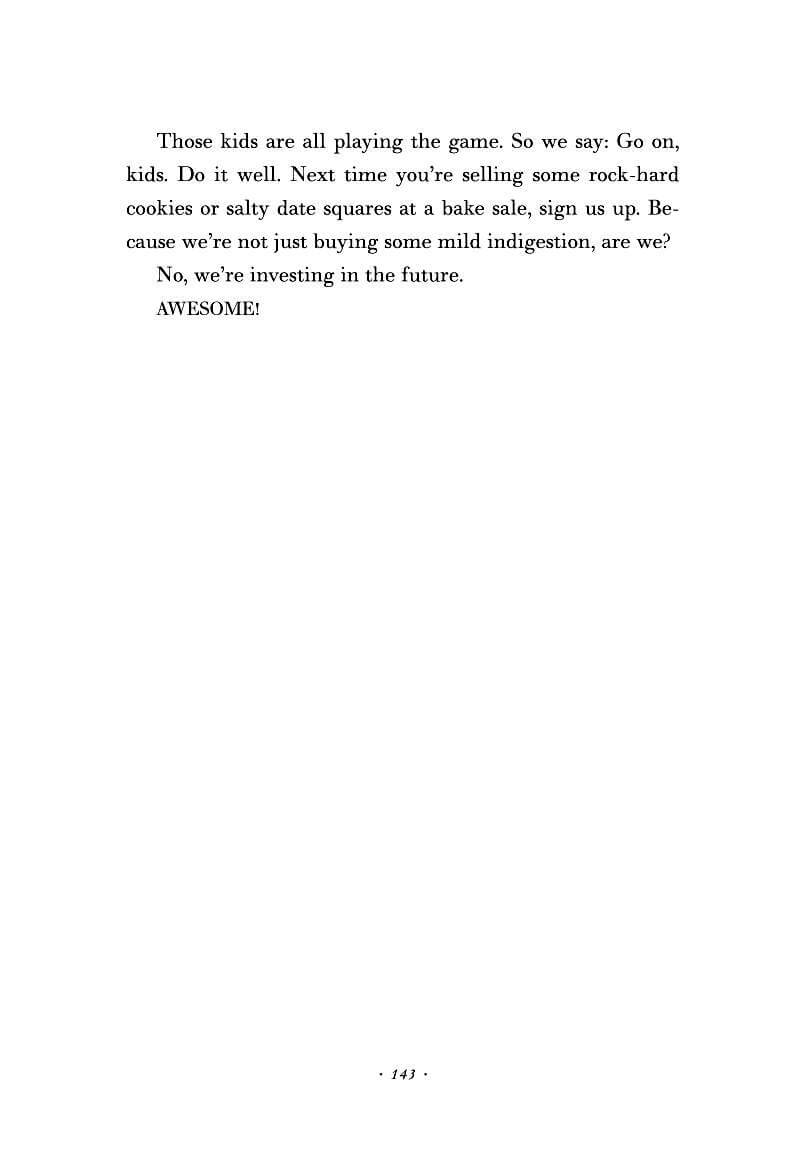 Those kids are all playing the game. So we say: Go on,
kids. Do it well. Next time you’re selling some rock-hard
cookies or salty date squares at a bake sale, sign us up. Be-
cause we’re not just buying some mild indigestion, are we?
No, we’re investing in the future.
AWESOME!
· 143 ·